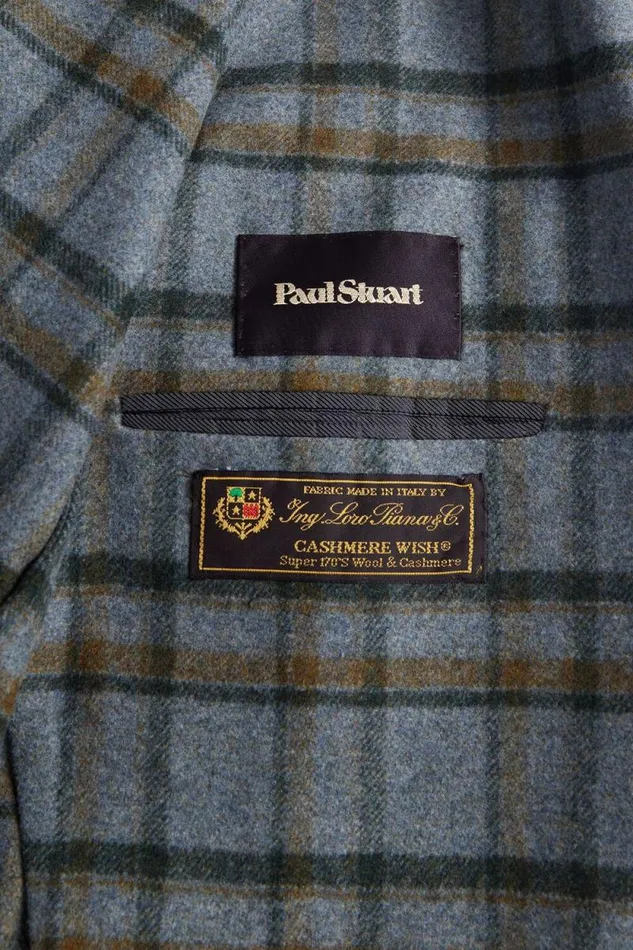 Paul Stuart
FABRIC MADE IN ITALY BY
Ing. Loro Piana & C.
CASHMERE WISH®
Super 170'S Wool & Cashmere